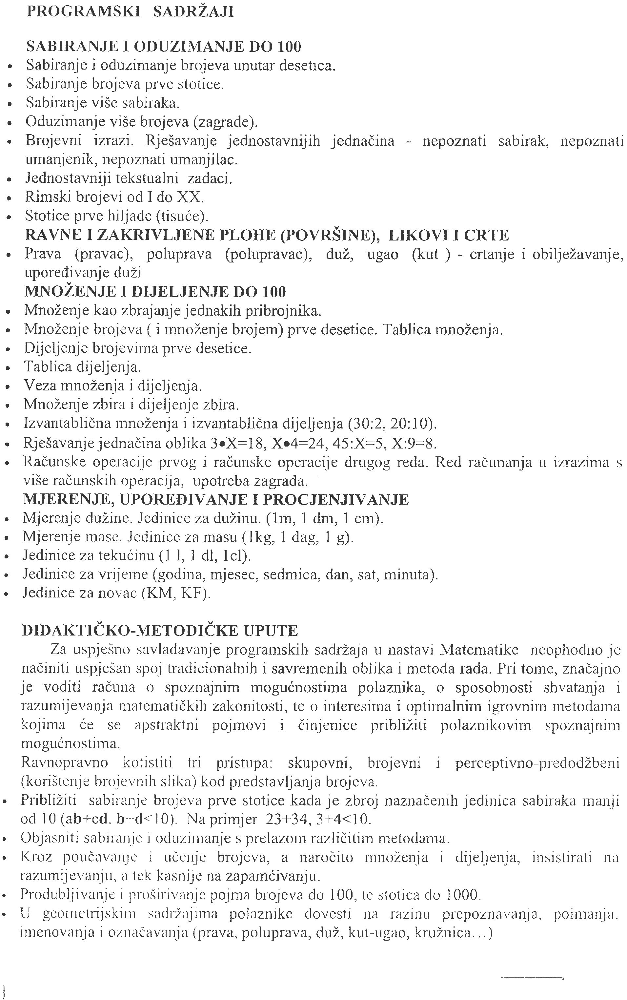 PROGRAMSKI SADRŽAJI
SABIRANJE I ODUZIMANJE DO 100
• Sabiranje i oduzimanje brojeva unutar desetica.
• Sabiranje brojeva prve stotice.
• Sabiranje više sabiraka.
• Oduzimanje više brojeva (zagrade).
• Brojevni izrazi. Rješavanje jednostavnijih jednačina - nepoznati sabirak, nepoznati
umanjenik, nepoznati umanjilac.
• Jednostavniji tekstualni zadaci.
• Rimski brojevi od I do XX.
• Stotice prve hiljade (tisuće).
RAVNE I ZAKRIVLJENE PLOHE (POVRŠINE), LIKOVI I CRTE
• Prava (pravac), poluprava (polupravac), duž, ugao (kut ) - crtanje i obilježavanje,
upoređivanje duži
MNOŽENJE I DIJELJENJE DO 100
• Množenje kao zbrajanje jednakih pribrojnika.
• Množenje brojeva ( i množenje brojem) prve desetice. Tablica množenja.
• Dijeljenje brojevima prve desetice.
• Tablica dijeljenja.
• Veza množenja i dijeljenja.
• Množenje zbira i dijeljenje zbira.
• Izvantablična množenja i izvantablična dijeljenja (30:2, 20:10).
• Rješavanje jednačina oblika 3•X=18, X•4=24, 45:X=5, X:9=8.
• Računske operacije prvog i računske operacije drugog reda. Red računanja u izrazima s
više računskih operacija, upotreba zagrada.
MJERENJE, UPOREĐIVANJE I PROCJENJIVANJE
• Mjerenje dužine. Jedinice za dužinu. (1m, 1 dm, 1 cm).
• Mjerenje mase. Jedinice za masu (1kg, 1 dag, 1 g).
• Jedinice za tekućinu (1 l, 1 dl, 1cl).
• Jedinice za vrijeme (godina, mjesec, sedmica, dan, sat, minuta).
• Jedinice za novac (KM, KF).
DIDAKTIČKO-METODIČKE UPUTE
Za uspješno savladavanje programskih sadržaja u nastavi Matematike neophodno je
načiniti uspješan spoj tradicionalnih i savremenih oblika i metoda rada. Pri tome, značajno
je voditi računa o spoznajnim mogućnostima polaznika, o sposobnosti shvatanja i
razumijevanja matematičkih zakonitosti, te o interesima i optimalnim igrovnim metodama
kojima će se apstraktni pojmovi i činjenice približiti polaznikovim spoznajnim
mogućnostima.
Ravnopravno kotistiti tri pristupa: skupovni, brojevni i perceptivno-predodžbeni
(korištenje brojevnih slika) kod predstavljanja brojeva.
• Približiti sabiranje brojeva prve stotice kada je zbroj naznačenih jedinica sabiraka manji
od 10 (ab+cd, b+d<10). Na primjer 23+34, 3+4<10.
• Objasniti sabiranje i oduzimanje s prelazom različitim metodama.
• Kroz poučavanje i učenje brojeva, a naročito množenja i dijeljenja, insistirati na
razumijevanju, a tek kasnije na zapamćivanju.
• Produbljivanje i proširivanje pojma brojeva do 100, te stotica do 1000.
• U geometrijskim sadržajima polaznike dovesti na razinu prepoznavanja, poimanja,
imenovanja i označavanja (prava, poluprava, duž, kut-ugao, kružnica...)